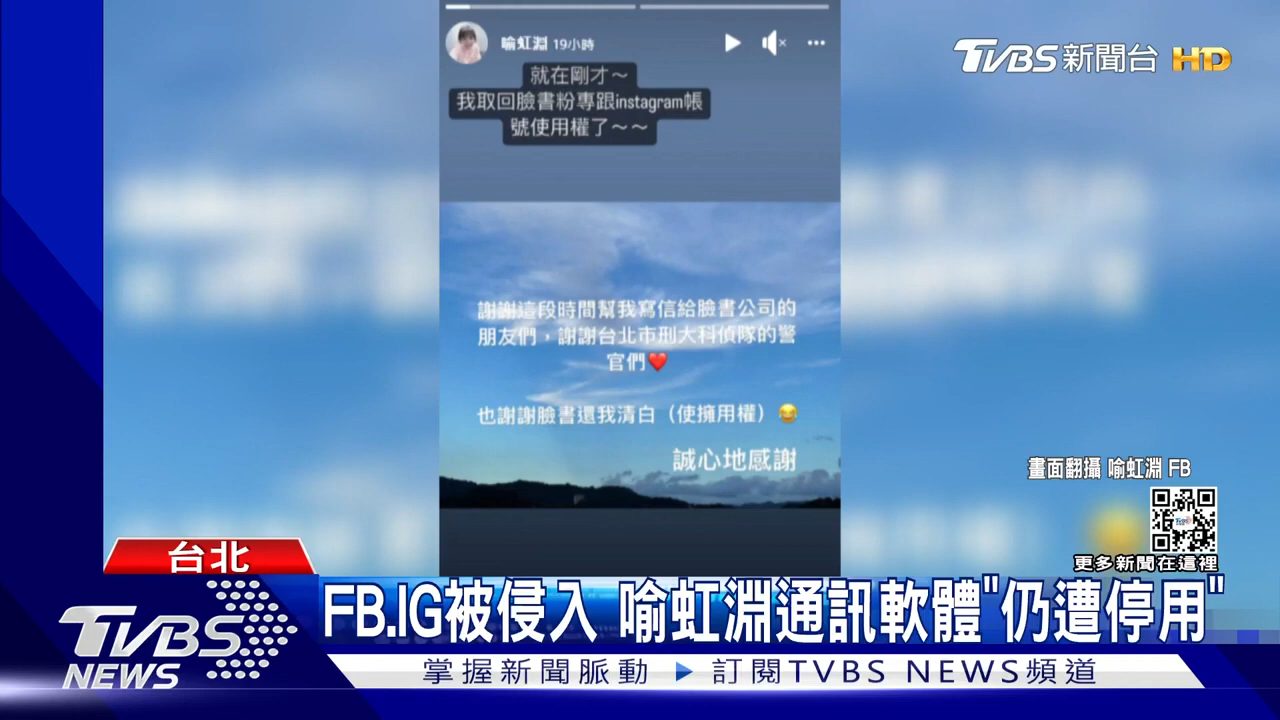 喻虹淵 19小時
就在剛才～
我取回臉書粉專跟instagram帳
號使用權了～～
TVBS新聞台 HD
謝謝這段時間幫我寫信給臉書公司的
朋友們，謝謝台北市刑大科偵隊的警
官們❤️
也謝謝臉書還我清白（使擁用權）😂
誠心地感謝
畫面翻攝 喻虹淵 FB
TVBS
更多新聞在這裡
台北
FB.IG被侵入 喻虹淵通訊軟體"仍遭停用"
TVBS
NEWS
掌握新聞脈動 ▶ 訂閱TVBS NEWS頻道